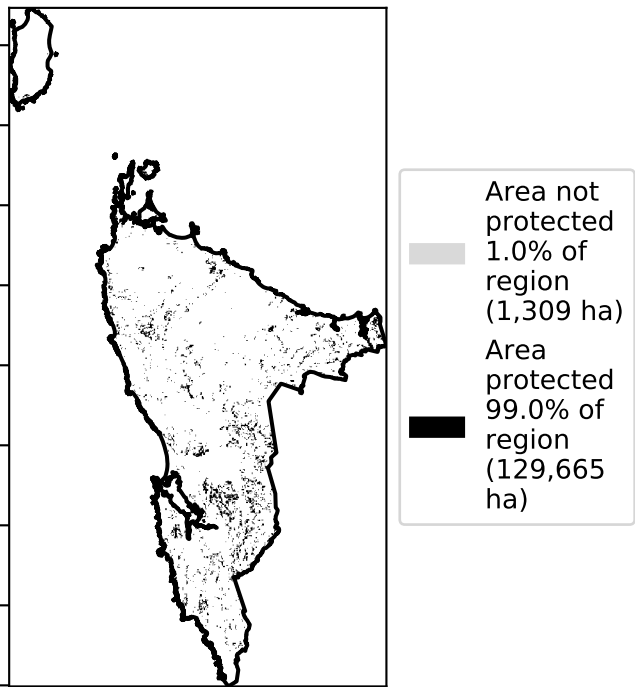 Area not
protected
1.0% of
region
(1,309 ha)
Area
protected
99.0% of
region
(129,665
ha)